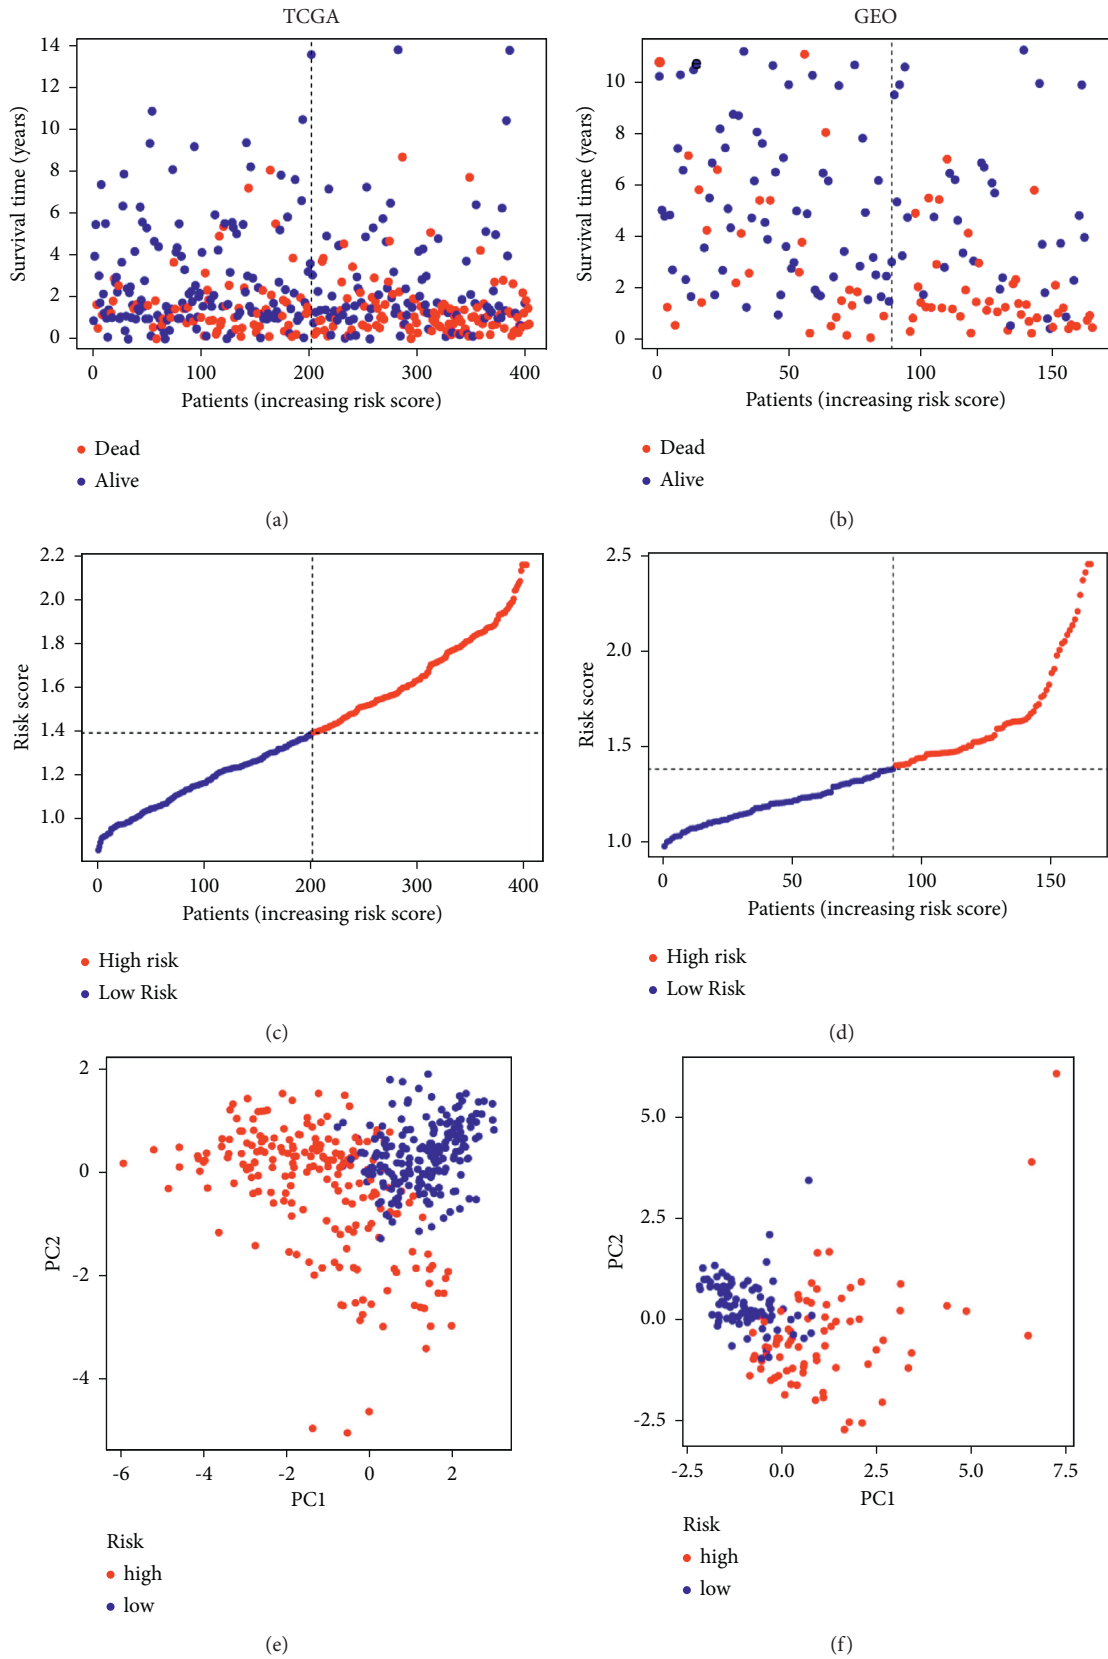 TCGA
GEO
Survival time (years)
14
12
10
8
6
4
2
0
0 100 200 300 400
Patients (increasing risk score)
Dead
Alive
(a)
Survival time (years)
10
8
6
4
2
0
0 50 100 150
Patients (increasing risk score)
Dead
Alive
(b)
Risk score
2.2
2.0
1.8
1.6
1.4
1.2
1.0
0 100 200 300 400
Patients (increasing risk score)
High risk
Low Risk
(c)
Risk score
2.5
2.0
1.5
1.0
0 50 100 150
Patients (increasing risk score)
High risk
Low Risk
(d)
PC2
2
0
-2
-4
-6 -4 -2 0 2
PC1
Risk
high
low
(e)
PC2
5.0
2.5
0.0
-2.5
-2.5 0.0 2.5 5.0 7.5
PC1
Risk
high
low
(f)